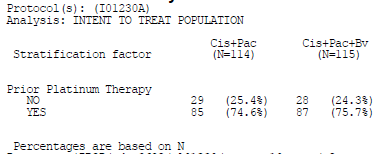 Protocol(s): (I01230A)
Analysis: INTENT TO TREAT POPULATION
Cis+Pac Cis+Pac+Bv
Stratification factor (N=114) (N=115)
Prior Platinum Therapy
NO 29 (25.4%) 28 (24.3%)
YES 85 (74.6%) 87 (75.7%)
Percentages are based on N